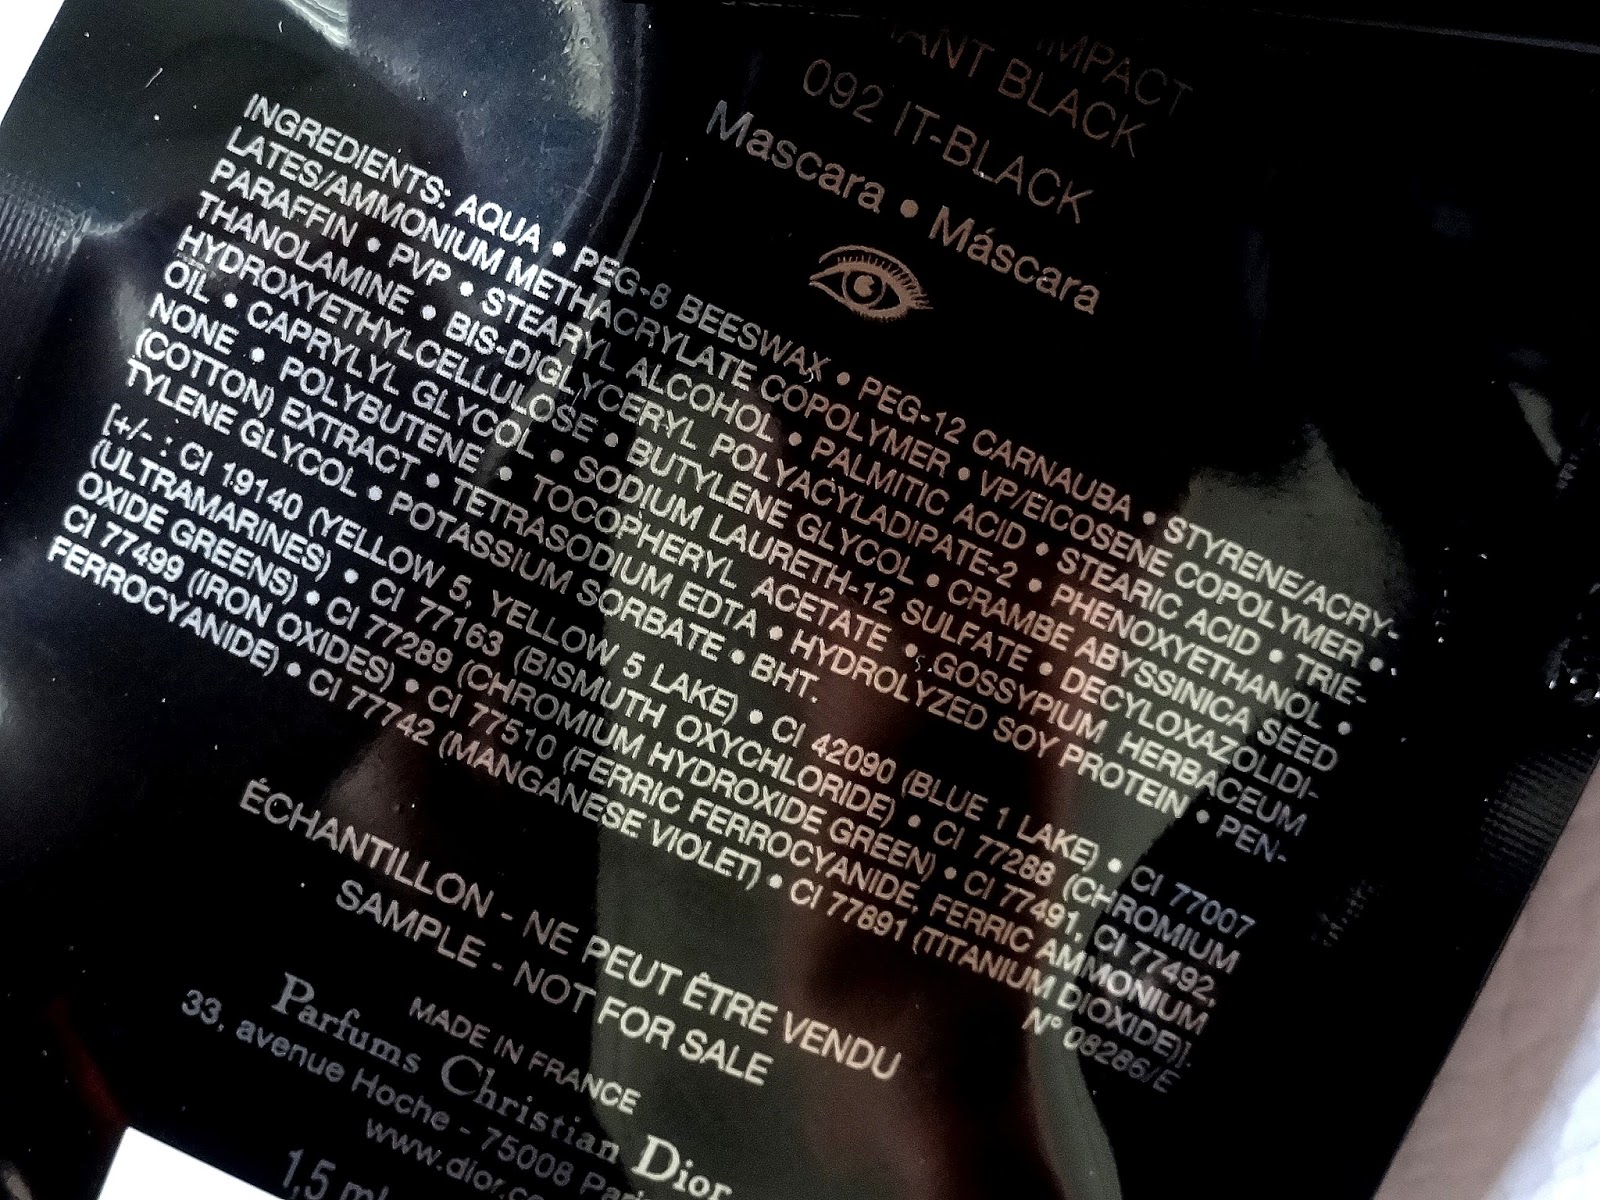 IMPACT
BLACK
092 IT-BLACK
Mascara • Máscara
INGREDIENTS: AQUA • PEG-8 BEESWAX • PEG-12 CARNAUBA • STYRENE/ACRY-
LATES/AMMONIUM METHACRYLATE COPOLYMER • VP/EICOSENE COPOLYMER •
PARAFFIN • PVP • STEARYL ALCOHOL • PALMITIC ACID • STEARIC ACID • TRIE-
THANOLAMINE • BIS-DIGLYCERYL POLYACYLADIPATE-2 • PHENOXYETHANOL •
HYDROXYETHYLCELLULOSE • BUTYLENE GLYCOL • CRAMBE ABYSSINICA SEED
OIL • CAPRYLYL GLYCOL • SODIUM LAURETH-12 SULFATE • DECYLOXAZOLIDI-
NONE • POLYBUTENE • TOCOPHERYL ACETATE • GOSSYPIUM HERBACEUM
(COTTON) EXTRACT • TETRASODIUM EDTA • HYDROLYZED SOY PROTEIN • PEN-
TYLENE GLYCOL • POTASSIUM SORBATE • BHT.
[+/- : CI 19140 (YELLOW 5, YELLOW 5 LAKE) • CI 42090 (BLUE 1 LAKE) • CI 77007
(ULTRAMARINES) • CI 77163 (BISMUTH OXYCHLORIDE) • CI 77288 (CHROMIUM
OXIDE GREENS) • CI 77289 (CHROMIUM HYDROXIDE GREEN) • CI 77491, CI 77492,
CI 77499 (IRON OXIDES) • CI 77510 (FERRIC FERROCYANIDE, FERRIC AMMONIUM
FERROCYANIDE) • CI 77742 (MANGANESE VIOLET) • CI 77891 (TITANIUM DIOXIDE)].
N° 08286/E
ÉCHANTILLON - NE PEUT ÊTRE VENDU
SAMPLE - NOT FOR SALE
MADE IN FRANCE
Parfums Christian Dior
33, avenue Hoche - 75008
www.dior.co
1,5 ml